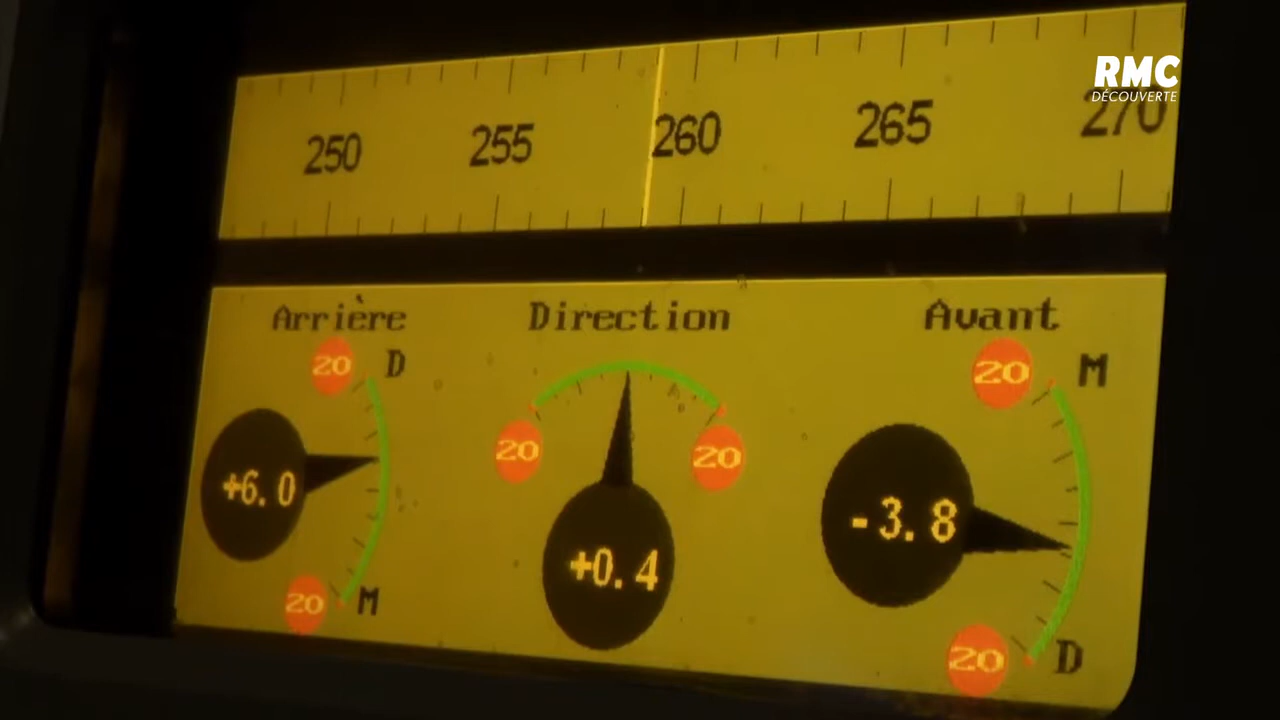 RMC
DÉCOUVERTE
250 255 260 265 270
Arrière Direction Avant
20 D 20 M
20 20
+6.0 +0.4 -3.8
20 M 20 D